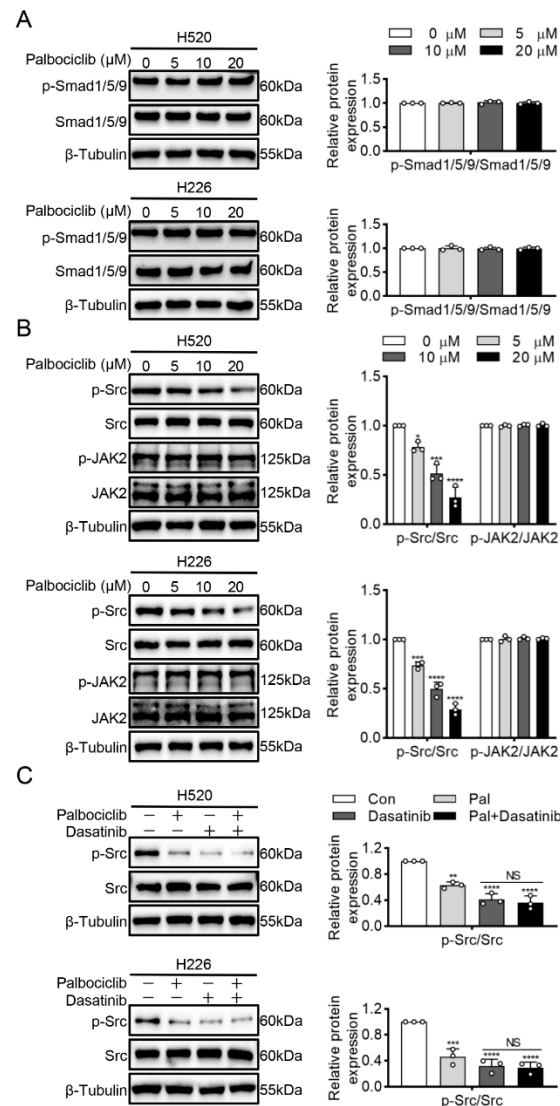 A
H520
Palbociclib (μM)
0 5 10 20
p-Smad1/5/9 60kDa
Smad1/5/9 60kDa
β-Tubulin 55kDa
H226
Palbociclib (μM)
0 5 10 20
p-Smad1/5/9 60kDa
Smad1/5/9 60kDa
β-Tubulin 55kDa
0 μM 5 μM
10 μM 20 μM
Relative protein expression
1.5
1.0
0.5
0.0
p-Smad1/5/9/Smad1/5/9
Relative protein expression
1.5
1.0
0.5
0.0
p-Smad1/5/9/Smad1/5/9
B
H520
Palbociclib (μM)
0 5 10 20
p-Src 60kDa
Src 60kDa
p-JAK2 125kDa
JAK2 125kDa
β-Tubulin 55kDa
H226
Palbociclib (μM)
0 5 10 20
p-Src 60kDa
Src 60kDa
p-JAK2 125kDa
JAK2 125kDa
β-Tubulin 55kDa
0 μM 5 μM
10 μM 20 μM
Relative protein expression
1.5
1.0
0.5
0.0
* *** ****
p-Src/Src p-JAK2/JAK2
Relative protein expression
1.5
1.0
0.5
0.0
*** **** ****
p-Src/Src p-JAK2/JAK2
C
H520
Palbociclib – + – +
Dasatinib – – + +
p-Src 60kDa
Src 60kDa
β-Tubulin 55kDa
H226
Palbociclib – + – +
Dasatinib – – + +
p-Src 60kDa
Src 60kDa
β-Tubulin 55kDa
Con Pal
Dasatinib Pal+Dasatinib
Relative protein expression
1.2
0.8
0.4
0.0
NS
** **** ****
p-Src/Src
Relative protein expression
1.2
0.8
0.4
0.0
NS
*** **** ****
p-Src/Src